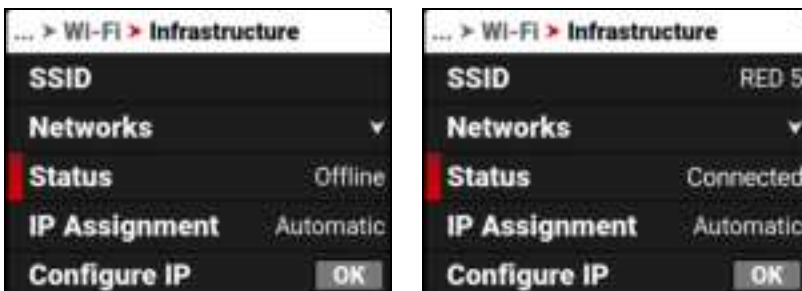 ... > Wi-Fi > Infrastructure
SSID
Networks
Status Offline
IP Assignment Automatic
Configure IP OK
... > Wi-Fi > Infrastructure
SSID RED 5
Networks
Status Connected
IP Assignment Automatic
Configure IP OK